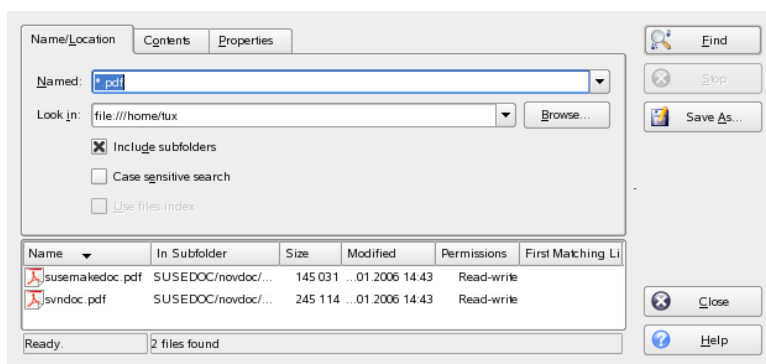 Name/Location Contents Properties
Named: *.pdf
Look in: file:///home/tux Browse...
Include subfolders
Case sensitive search
Use files index
Find
Stop
Save As...
Name In Subfolder Size Modified Permissions First Matching Li
susemakedoc.pdf SUSEDOC/novdoc/... 145 031 ...01.2006 14:43 Read-write
svndoc.pdf SUSEDOC/novdoc/... 245 114 ...01.2006 14:43 Read-write
Close
Help
Ready. 2 files found